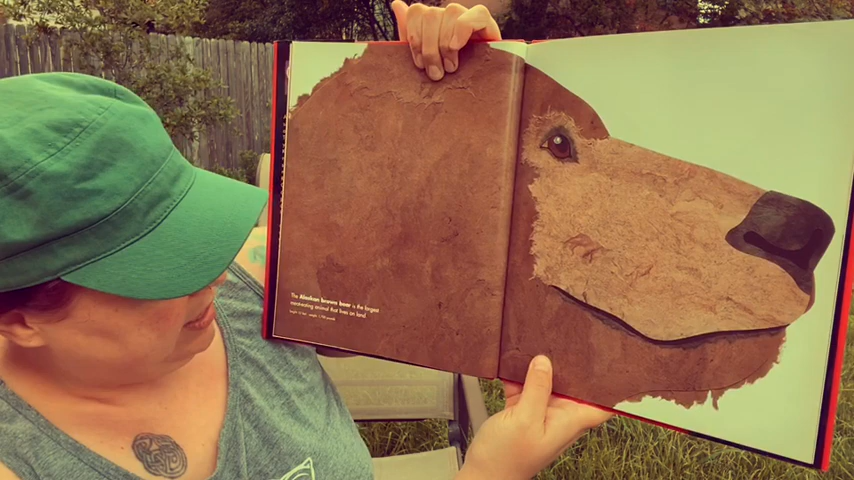 The Alaskan brown bear is the largest
meat-eating animal that lives on land.